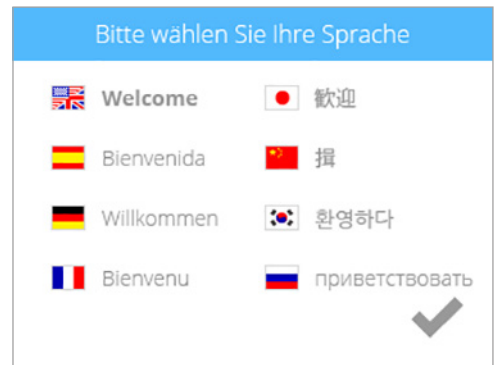 Bitte wählen Sie Ihre Sprache
Welcome
歓迎
Bienvenida
揖
Willkommen
환영하다
Bienvenu
приветствовать